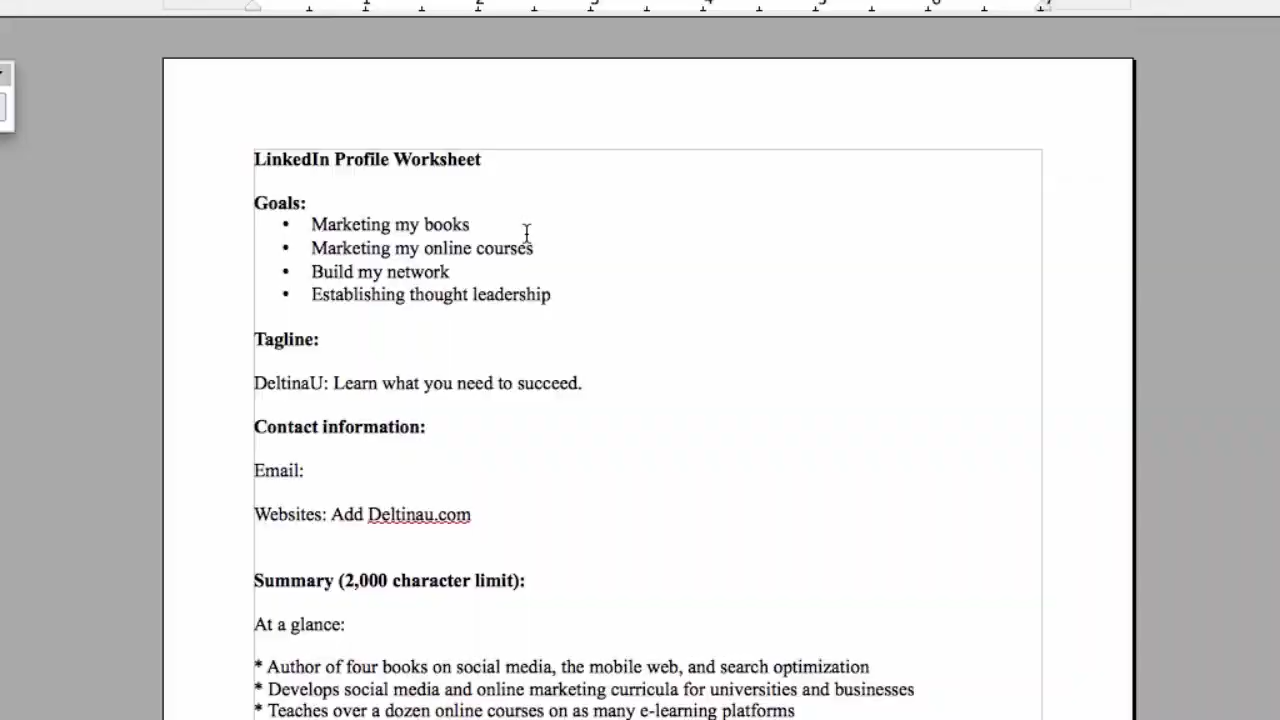 LinkedIn Profile Worksheet
Goals:
• Marketing my books
• Marketing my online courses
• Build my network
• Establishing thought leadership
Tagline:
DeltinaU: Learn what you need to succeed.
Contact information:
Email:
Websites: Add Deltinau.com
Summary (2,000 character limit):
At a glance:
* Author of four books on social media, the mobile web, and search optimization
* Develops social media and online marketing curricula for universities and businesses
* Teaches over a dozen online courses on as many e-learning platforms